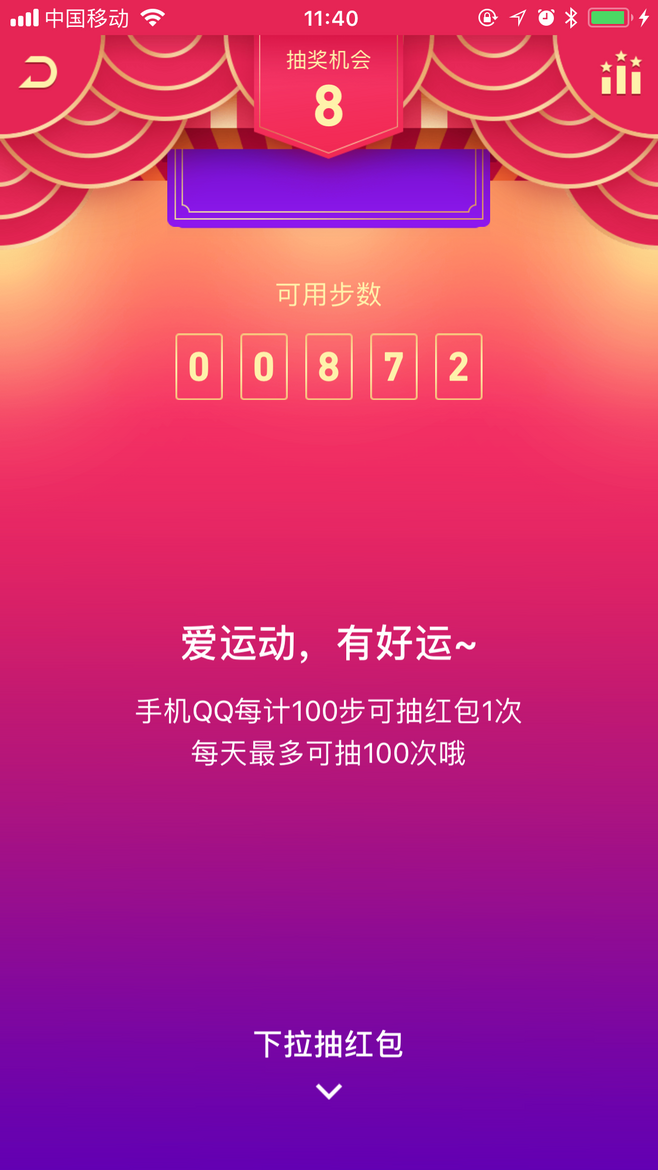 中国移动
11:40
抽奖机会
8
可用步数
0 0 8 7 2
爱运动，有好运~
手机QQ每计100步可抽红包1次
每天最多可抽100次哦
下拉抽红包